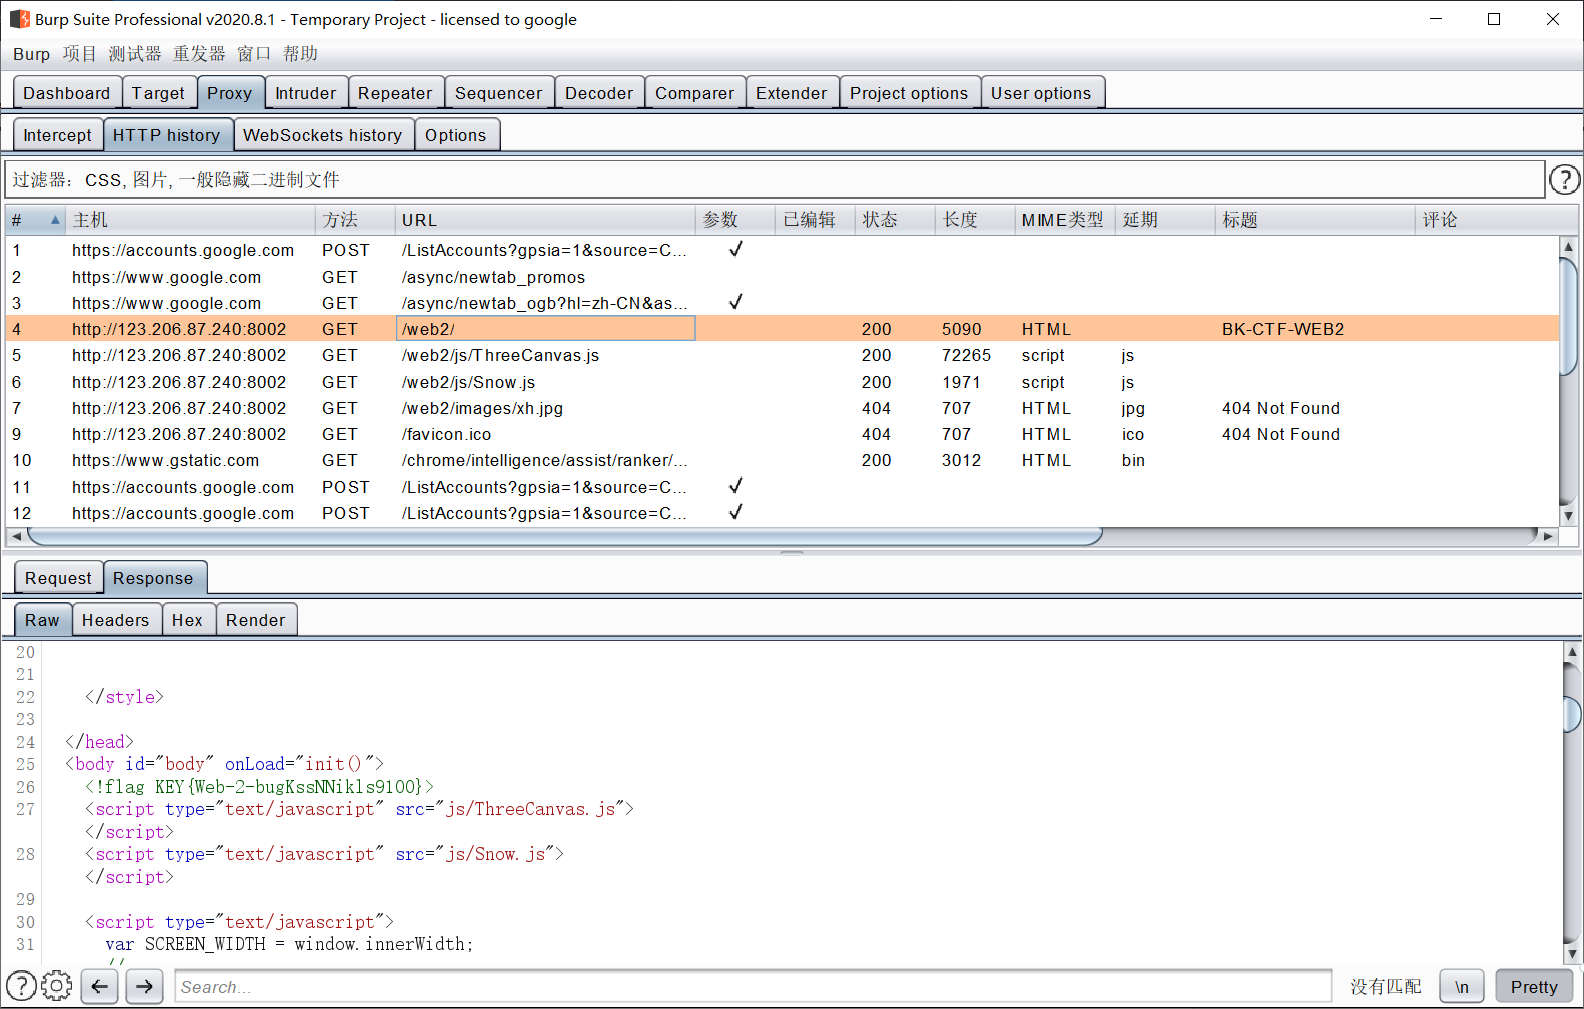 Burp Suite Professional v2020.8.1 - Temporary Project - licensed to google
Burp 项目 测试器 重发器 窗口 帮助
Dashboard Target Proxy Intruder Repeater Sequencer Decoder Comparer Extender Project options User options
Intercept HTTP history WebSockets history Options
过滤器：CSS, 图片, 一般隐藏二进制文件 ?
# 主机 方法 URL 参数 已编辑 状态 长度 MIME类型 延期 标题 评论
1 https://accounts.google.com POST /ListAccounts?gpsia=1&source=C... ✓
2 https://www.google.com GET /async/newtab_promos
3 https://www.google.com GET /async/newtab_ogb?hl=zh-CN&as... ✓
4 http://123.206.87.240:8002 GET /web2/ 200 5090 HTML BK-CTF-WEB2
5 http://123.206.87.240:8002 GET /web2/js/ThreeCanvas.js 200 72265 script js
6 http://123.206.87.240:8002 GET /web2/js/Snow.js 200 1971 script js
7 http://123.206.87.240:8002 GET /web2/images/xh.jpg 404 707 HTML jpg 404 Not Found
9 http://123.206.87.240:8002 GET /favicon.ico 404 707 HTML ico 404 Not Found
10 https://www.gstatic.com GET /chrome/intelligence/assist/ranker/... 200 3012 HTML bin
11 https://accounts.google.com POST /ListAccounts?gpsia=1&source=C... ✓
12 https://accounts.google.com POST /ListAccounts?gpsia=1&source=C... ✓
Request Response
Raw Headers Hex Render
20
21
22 </style>
23
24 </head>
25 <body id="body" onLoad="init()">
26 <!flag KEY{Web-2-bugKssNNikls9100}>
27 <script type="text/javascript" src="js/ThreeCanvas.js">
</script>
28 <script type="text/javascript" src="js/Snow.js">
</script>
29
30 <script type="text/javascript">
31 var SCREEN_WIDTH = window.innerWidth;
//
? Search... 没有匹配 \n Pretty